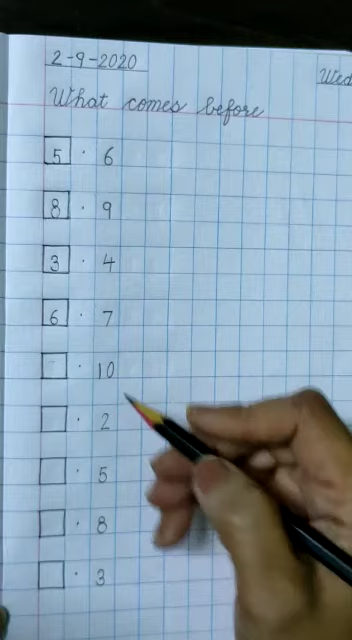 2-9-2020
Wed
What comes before
5 . 6
8 . 9
3 . 4
6 . 7
. 10
. 2
. 5
. 8
. 3